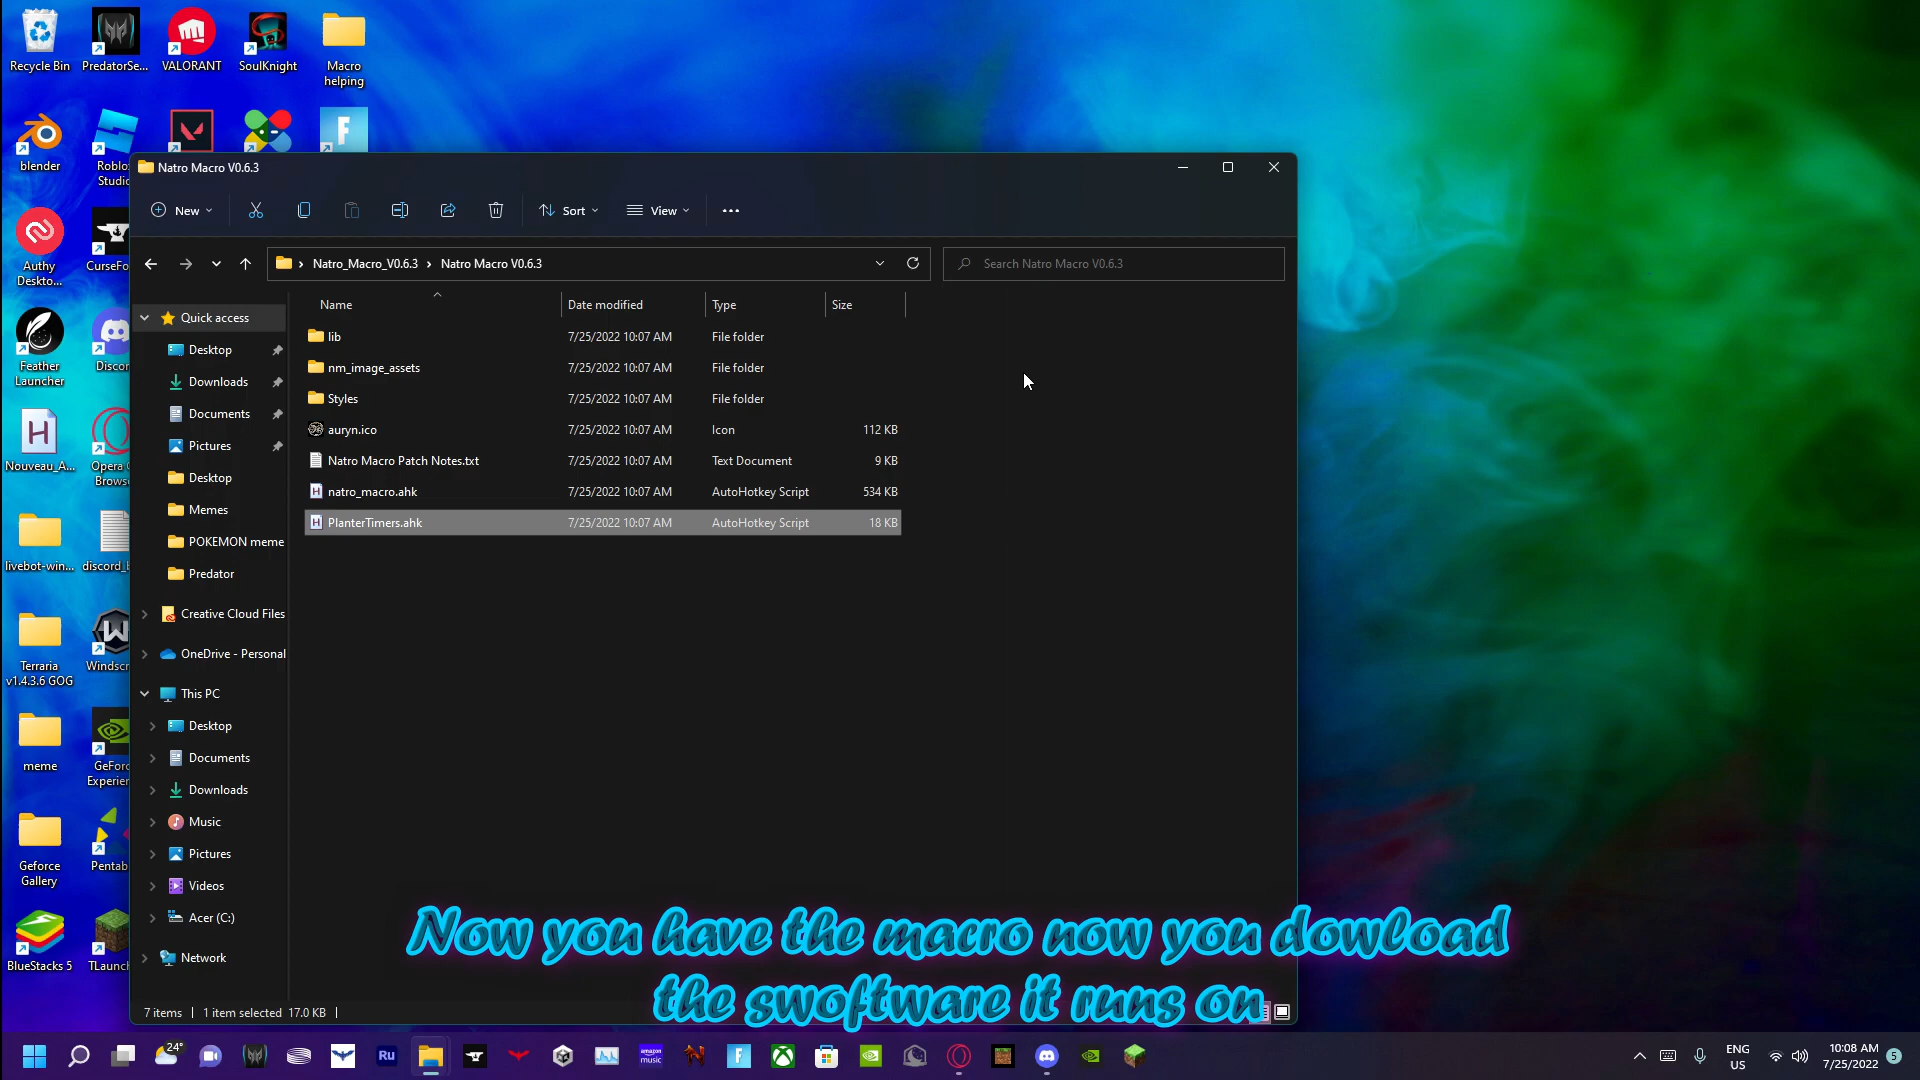 Recycle Bin
PredatorSe...
VALORANT
SoulKnight
Macro
helping
blender
Roblo
Studi
Authy
Deskto...
CurseFo
Feather
Launcher
Discor
Nouveau_A...
Opera
Brows
livebot-win...
discord_b
Terraria
v1.4.3.6 GOG
Windscr
meme
GeForc
Experien
Geforce
Gallery
Pentab
BlueStacks 5
TLaunch
Natro Macro V0.6.3
New
Sort
View
Natro_Macro_V0.6.3 › Natro Macro V0.6.3
Search Natro Macro V0.6.3
Name Date modified Type Size
lib 7/25/2022 10:07 AM File folder
nm_image_assets 7/25/2022 10:07 AM File folder
Styles 7/25/2022 10:07 AM File folder
auryn.ico 7/25/2022 10:07 AM Icon 112 KB
Natro Macro Patch Notes.txt 7/25/2022 10:07 AM Text Document 9 KB
natro_macro.ahk 7/25/2022 10:07 AM AutoHotkey Script 534 KB
PlanterTimers.ahk 7/25/2022 10:07 AM AutoHotkey Script 18 KB
Quick access
Desktop
Downloads
Documents
Pictures
Desktop
Memes
POKEMON meme
Predator
Creative Cloud Files
OneDrive - Personal
This PC
Desktop
Documents
Downloads
Music
Pictures
Videos
Acer (C:)
Network
7 items 1 item selected 17.0 KB
Now you have the macro now you dowload
the swoftware it runs on
24°
Ru
amazon
music
ENG
US
10:08 AM
7/25/2022
5